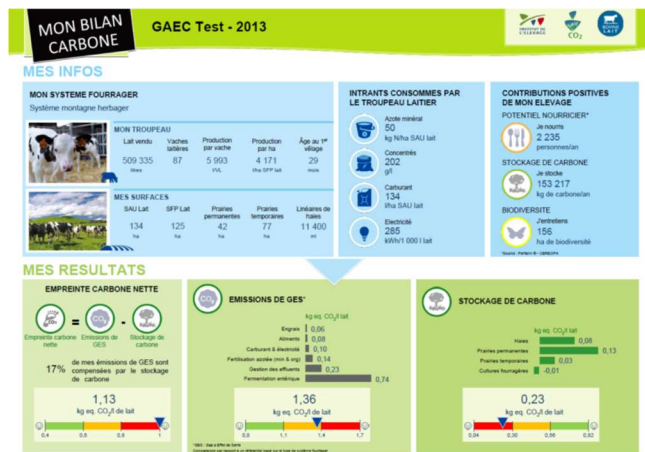 MON BILAN
CARBONE
GAEC Test - 2013
INSTITUT DE
L'ELEVAGE
CO2
LAIT
MES INFOS
MON SYSTEME FOURRAGER
Système montagne herbager
MON TROUPEAU
Lait vendu
Vaches laitières
Production par vache
Production par ha
Âge au 1er vêlage
509 335
87
5 993
4 171
29
litres
l/VL
l/ha SFP lait
mois
MES SURFACES
SAU Lait
SFP Lait
Prairies permanentes
Prairies temporaires
Linéaires de haies
134
125
42
77
11 400
ha
ha
ha
ha
ml
INTRANTS CONSOMMES PAR
LE TROUPEAU LAITIER
Azote minéral
50
kg N/ha SAU lait
Concentrés
202
g/l
Carburant
134
l/ha SAU lait
Electricité
285
kWh/1 000 l lait
CONTRIBUTIONS POSITIVES
DE MON ELEVAGE
POTENTIEL NOURRICIER*
Je nourris
2 235
personnes/an
STOCKAGE DE CARBONE
Je stocke
153 217
kg de carbone/an
BIODIVERSITE
J'entretiens
156
ha de biodiversité
MES RESULTATS
EMPREINTE CARBONE NETTE
=
CO2
-
Empreinte carbone nette
Emissions de GES
Stockage de carbone
17%
de mes émissions de GES sont
compensées par le stockage
de carbone
1,13
kg eq. CO2/l de lait
0,4
0,6
0,8
1
CO2
EMISSIONS DE GES*
kg eq. CO2/l lait
Engrais 0,06
Aliments 0,08
Carburant & électricité 0,10
Fertilisation azotée (min & org) 0,14
Gestion des effluents 0,23
Fermentation entérique 0,74
1,36
kg eq. CO2/l de lait
0,8
1,1
1,4
1,7
STOCKAGE DE CARBONE
kg eq. CO2/l lait
Haies 0,08
Prairies permanentes 0,13
Prairies temporaires 0,03
Cultures fourragères -0,01
0,23
kg eq. CO2/l de lait
0,04